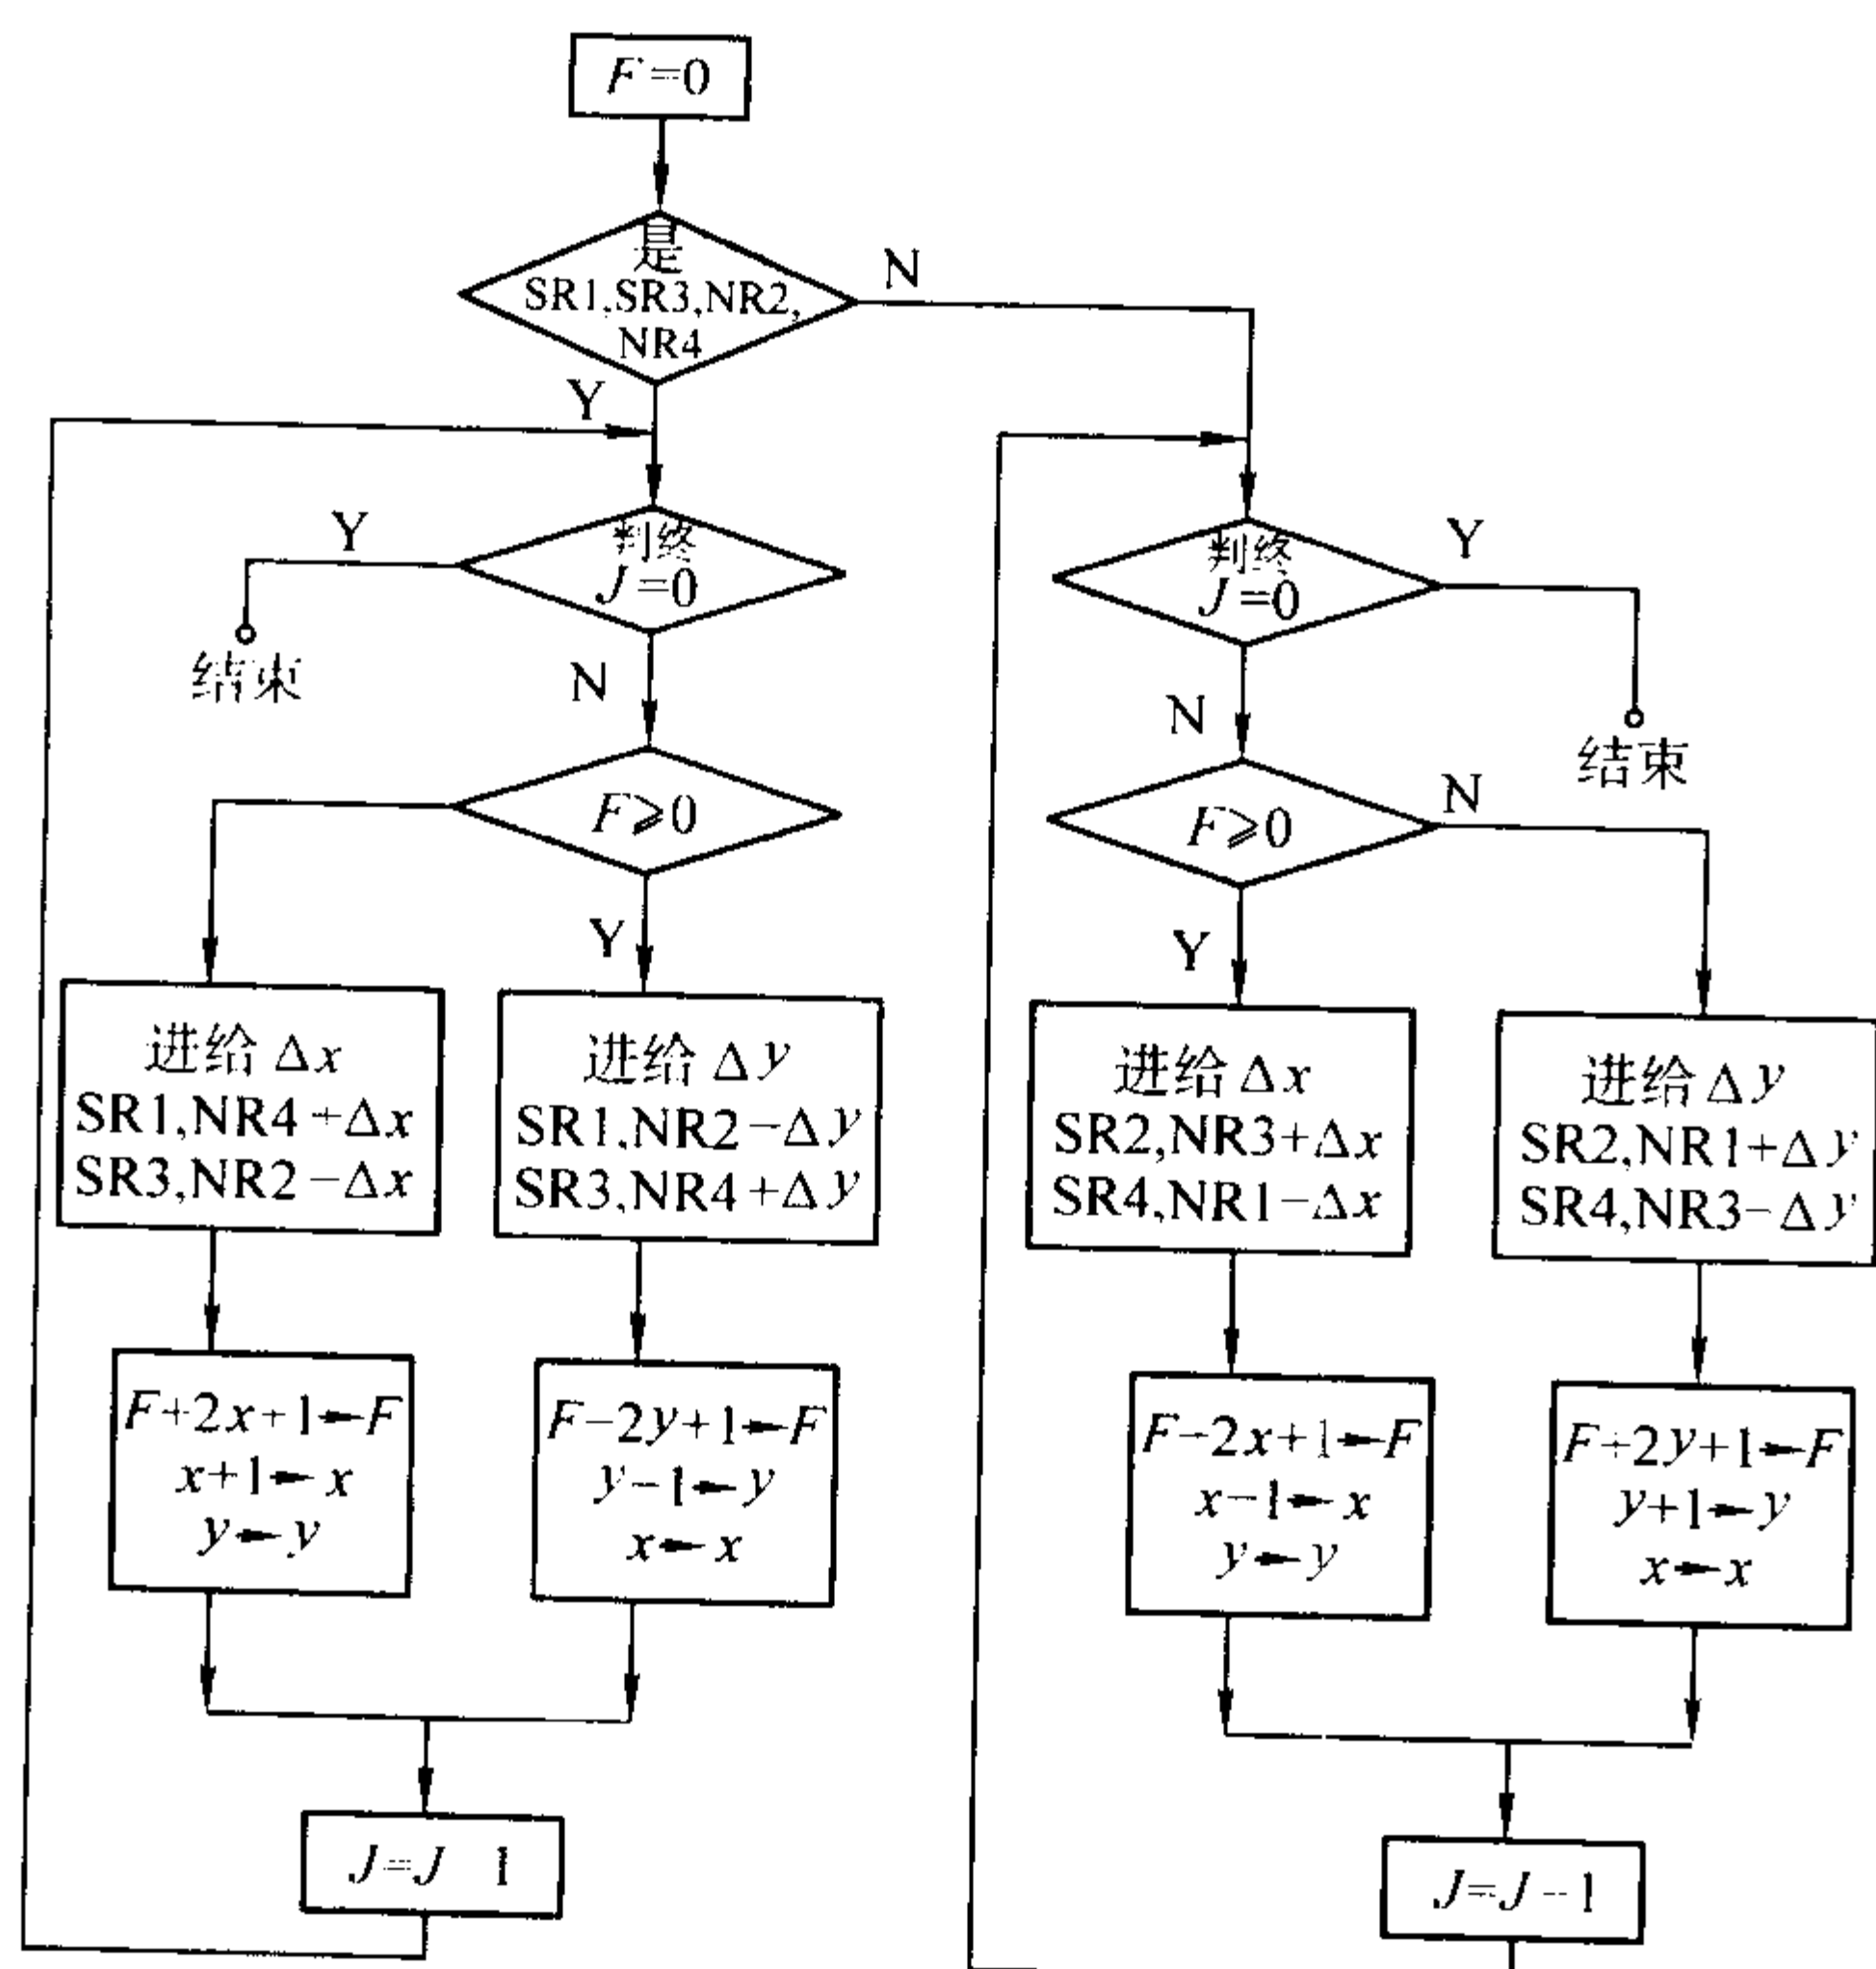 F=0
是
SR1,SR3,NR2,
NR4
N
Y
判终
J=0
Y
结束
N
F⩾0
Y
进给 Δx
SR1,NR4+Δx
SR3,NR2-Δx
进给 Δy
SR1,NR2-Δy
SR3,NR4+Δy
F+2x+1→F
x+1→x
y→y
F-2y+1→F
y-1→y
x→x
J=J 1
判终
J=0
Y
结束
N
F⩾0
N
Y
进给 Δx
SR2,NR3+Δx
SR4,NR1-Δx
进给 Δy
SR2,NR1+Δy
SR4,NR3-Δy
F-2x+1→F
x-1→x
y→y
F+2y+1→F
y+1→y
x→x
J=J-1